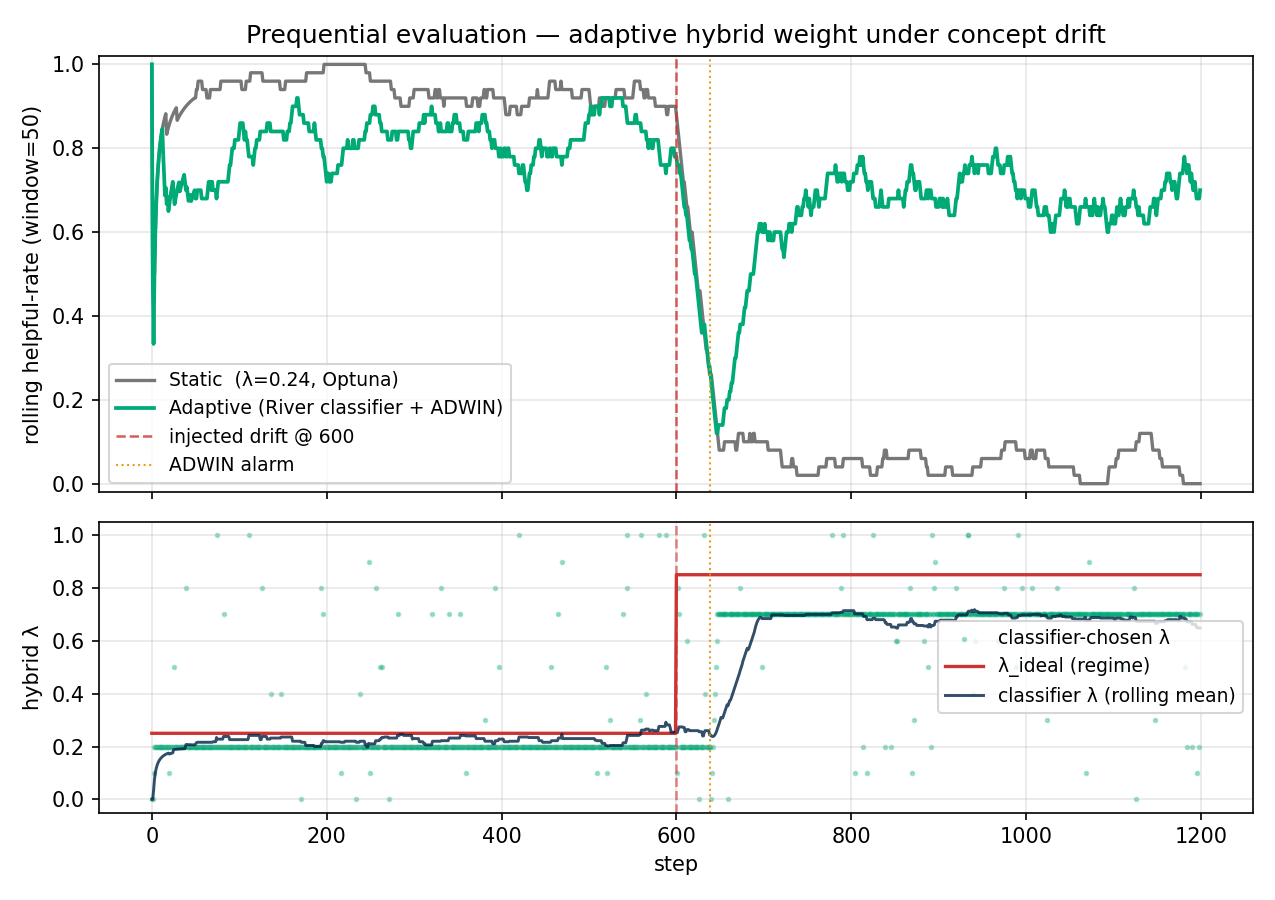 Prequential evaluation — adaptive hybrid weight under concept drift
rolling helpful-rate (window=50)
1.0
0.8
0.6
0.4
0.2
0.0
Static (λ=0.24, Optuna)
Adaptive (River classifier + ADWIN)
injected drift @ 600
ADWIN alarm
hybrid λ
1.0
0.8
0.6
0.4
0.2
0.0
classifier-chosen λ
λ_ideal (regime)
classifier λ (rolling mean)
0 200 400 600 800 1000 1200
step